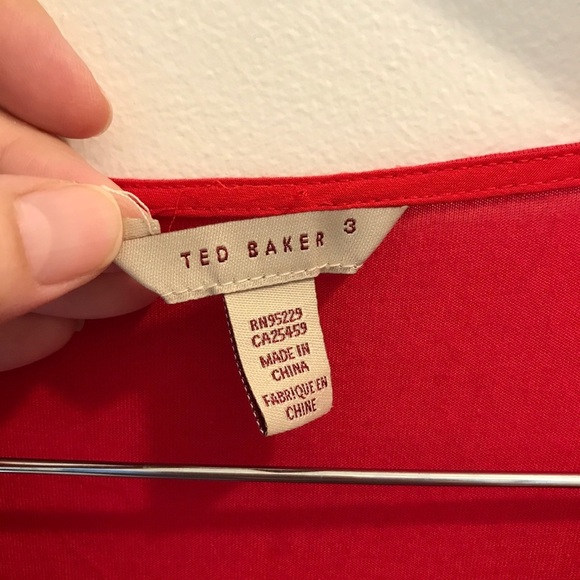 TED BAKER 3
RN95229
CA25459
MADE IN
CHINA
FABRIQUE EN
CHINE